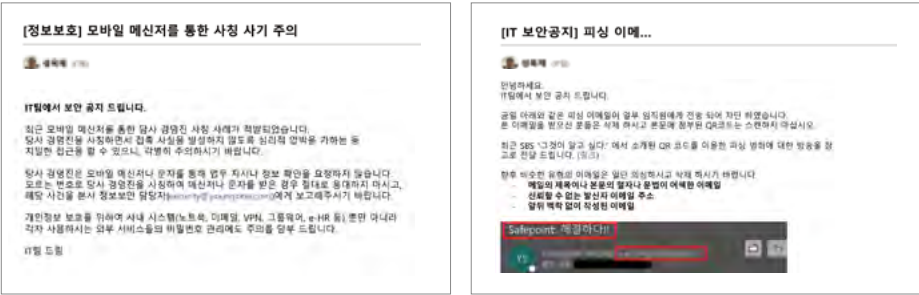 [정보보호] 모바일 메신저를 통한 사칭 사기 주의
IT팀에서 보안 공지 드립니다.
최근 모바일 메신저를 통한 당사 경영진 사칭 사례가 적발되었습니다.
당사 경영진을 사칭하면서 접촉 사실을 발설하지 않도록 심리적 압박을 가하는 등
치밀한 접근을 할 수 있으니, 각별히 주의하시기 바랍니다.
당사 경영진은 모바일 메신저나 문자를 통해 업무 지시나 정보 확인을 요청하지 않습니다.
모르는 번호로 당사 경영진을 사칭하여 메신저나 문자를 받은 경우 절대로 응대하지 마시고,
해당 사건을 본사 정보보안 담당자에게 보고해주시기 바랍니다.
개인정보 보호를 위하여 사내 시스템(노트북, 이메일, VPN, 그룹웨어, e-HR 등) 뿐만 아니라
각자 사용하시는 외부 서비스들의 비밀번호 관리에도 주의를 당부 드립니다.
IT팀 드림
[IT 보안공지] 피싱 이메...
안녕하세요.
IT팀에서 보안 공지 드립니다.
금일 아래와 같은 피싱 이메일이 일부 임직원에게 전송 되어 차단 하였습니다.
본 이메일을 받으신 분들은 삭제 하시고 본문에 첨부된 QR코드는 스캔하지 마십시오.
최근 SBS '그것이 알고 싶다' 에서 소개된 QR 코드를 이용한 피싱 범죄에 대한 방송을 참
고로 전달 드립니다. (링크)
향후 비슷한 유형의 이메일은 일단 의심하시고 삭제 하시기 바랍니다
- 메일의 제목이나 본문의 철자나 문법이 어색한 이메일
- 신뢰할 수 없는 발신자 이메일 주소
- 앞뒤 맥락 없이 작성된 이메일
Safepoint: 해결하다!!
YS